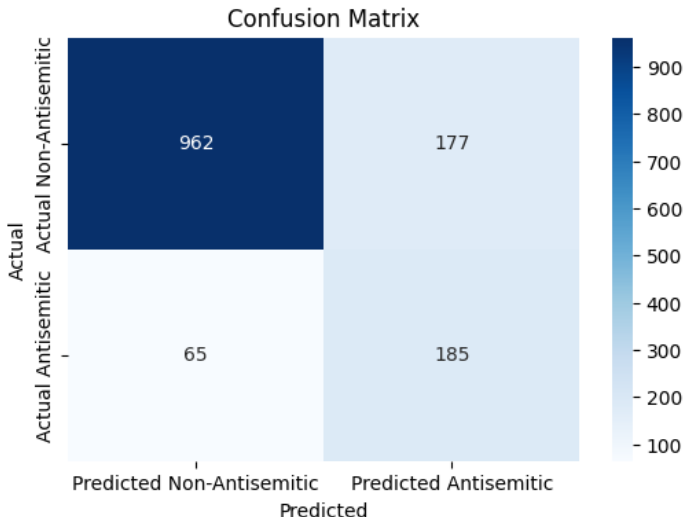 Confusion Matrix
Actual
Actual Non-Antisemitic
Actual Antisemitic
962
177
65
185
Predicted Non-Antisemitic
Predicted Antisemitic
Predicted
900
800
700
600
500
400
300
200
100